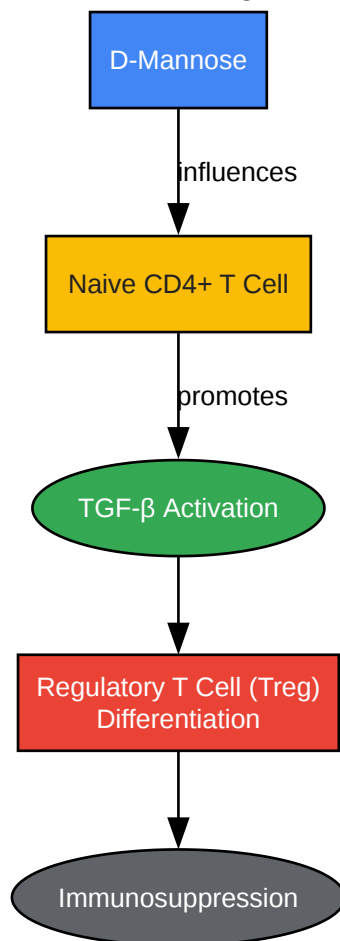 D-Mannose
influences
Naive CD4+ T Cell
promotes
TGF-β Activation
Regulatory T Cell (Treg)
Differentiation
Immunosuppression